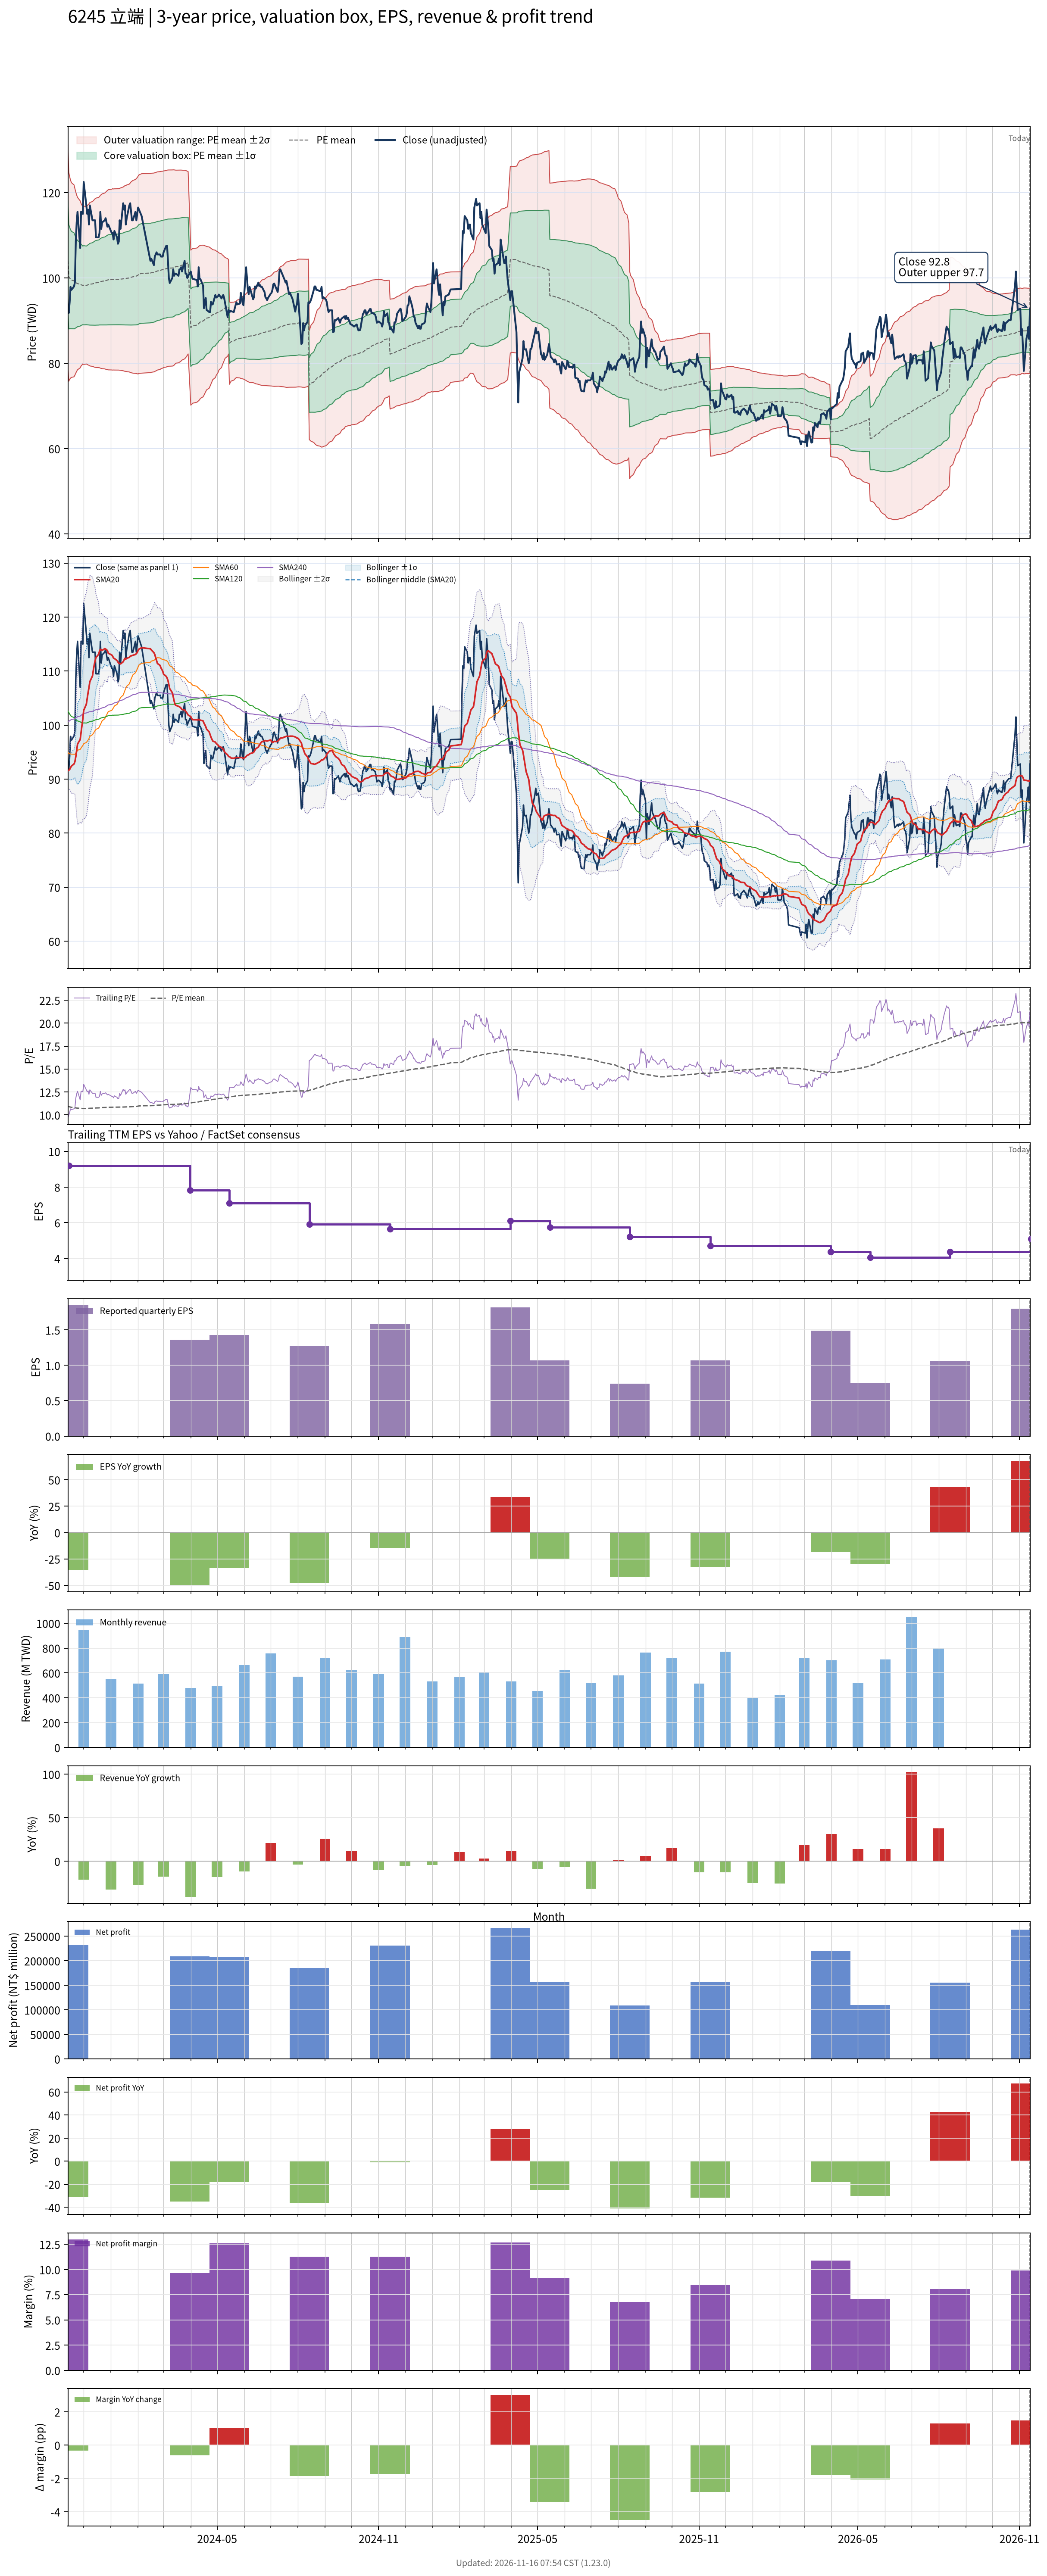 6245 立端 | 3-year price, valuation box, EPS, revenue & profit trend
Outer valuation range: PE mean ±2σ
Core valuation box: PE mean ±1σ
PE mean
Close (unadjusted)
Today
Close 92.8
Outer upper 97.7
Price (TWD)
120
100
80
60
40
Close (same as panel 1)
SMA20
SMA60
SMA120
SMA240
Bollinger ±2σ
Bollinger ±1σ
Bollinger middle (SMA20)
Price
130
120
110
100
90
80
70
60
Trailing P/E
P/E mean
P/E
22.5
20.0
17.5
15.0
12.5
10.0
Trailing TTM EPS vs Yahoo / FactSet consensus
Today
EPS
10
8
6
4
Reported quarterly EPS
EPS
1.5
1.0
0.5
0.0
EPS YoY growth
YoY (%)
50
25
0
-25
-50
Monthly revenue
Revenue (M TWD)
1000
800
600
400
200
0
Revenue YoY growth
YoY (%)
100
50
0
Month
Net profit
Net profit (NT$ million)
250000
200000
150000
100000
50000
0
Net profit YoY
YoY (%)
60
40
20
0
-20
-40
Net profit margin
Margin (%)
12.5
10.0
7.5
5.0
2.5
0.0
Margin YoY change
Δ margin (pp)
2
0
-2
-4
2024-05
2024-11
2025-05
2025-11
2026-05
2026-11
Updated: 2026-11-16 07:54 CST (1.23.0)